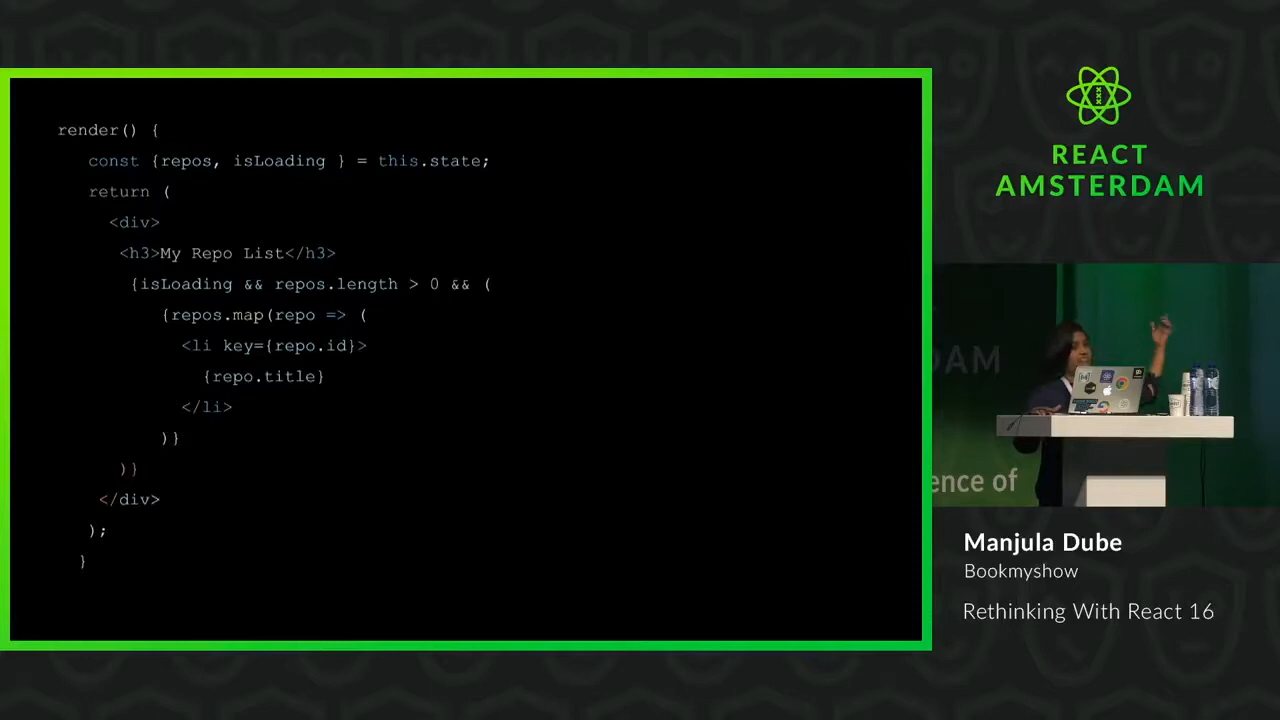 render() {
const {repos, isLoading } = this.state;
return (
<div>
<h3>My Repo List</h3>
{isLoading && repos.length > 0 && (
{repos.map(repo => (
<li key={repo.id}>
{repo.title}
</li>
))}
))}
</div>
);
}
REACT
AMSTERDAM
DAM
ence of
Manjula Dube
Bookmyshow
Rethinking With React 16